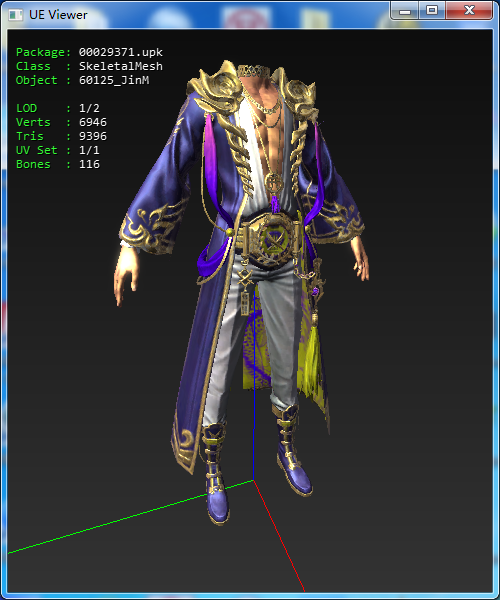 UE Viewer
Package: 00029371.upk
Class  : SkeletalMesh
Object : 60125_JinM
LOD    : 1/2
Verts  : 6946
Tris   : 9396
UV Set : 1/1
Bones  : 116